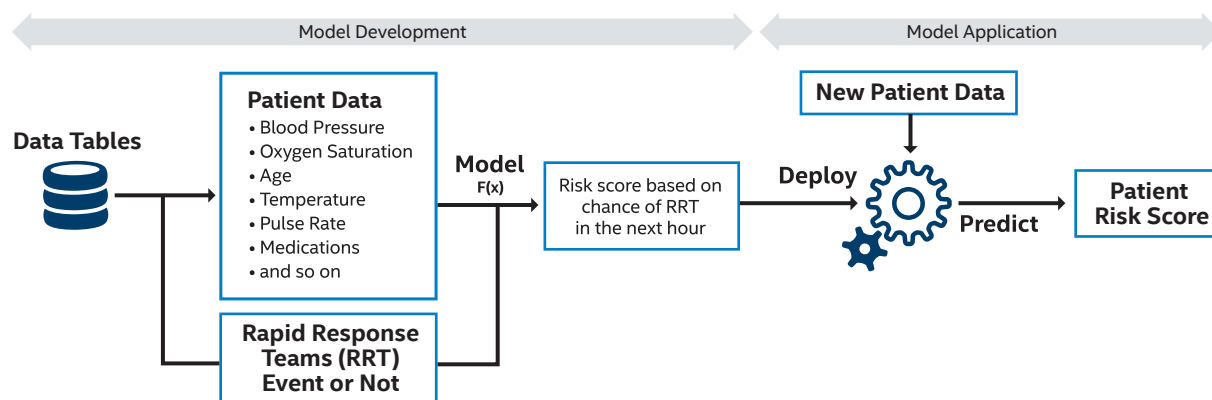 Model Development
Model Application
Data Tables
Patient Data
• Blood Pressure
• Oxygen Saturation
• Age
• Temperature
• Pulse Rate
• Medications
• and so on
Rapid Response
Teams (RRT)
Event or Not
Model
F(x)
Risk score based on
chance of RRT
in the next hour
Deploy
New Patient Data
Predict
Patient
Risk Score